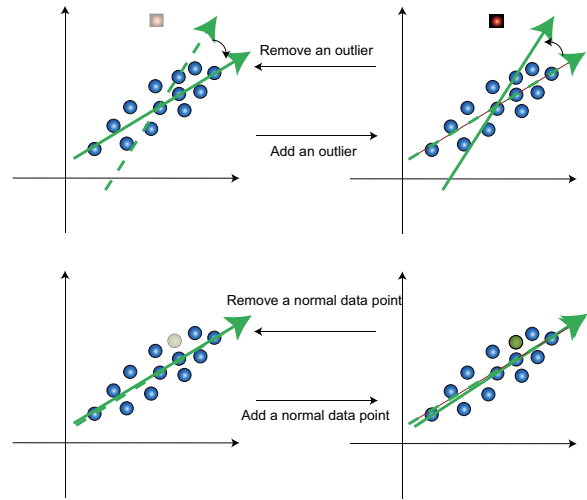 Remove an outlier
Add an outlier
Remove a normal data point
Add a normal data point